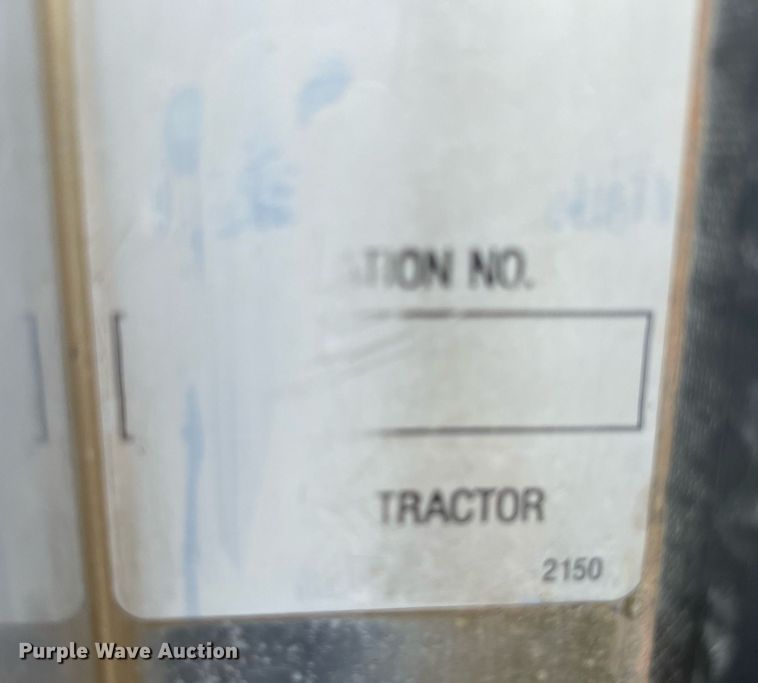 TION NO.
TRACTOR
2150
Purple Wave Auction